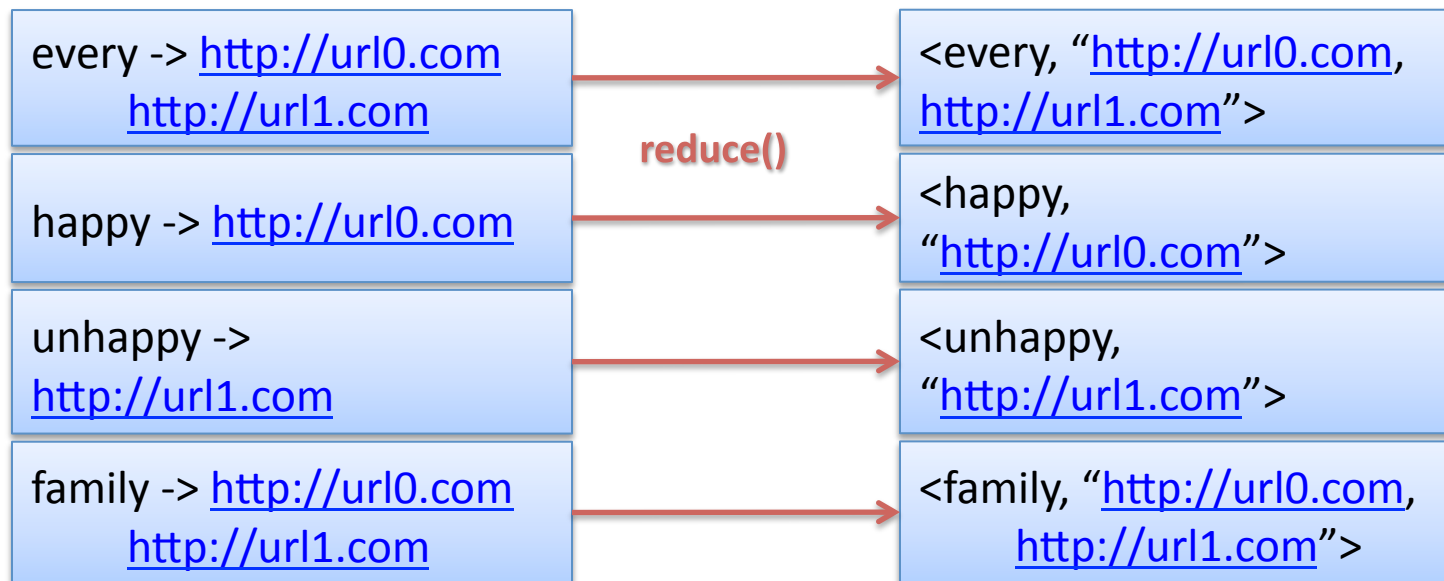 every -> http://url0.com
http://url1.com
<every, “http://url0.com,
http://url1.com”>
reduce()
happy -> http://url0.com
<happy,
“http://url0.com”>
unhappy ->
http://url1.com
<unhappy,
“http://url1.com”>
family -> http://url0.com
http://url1.com
<family, “http://url0.com,
http://url1.com”>